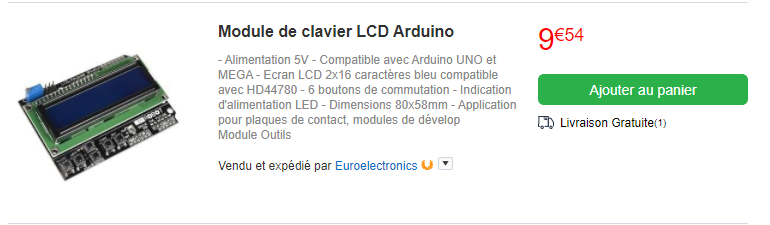 Module de clavier LCD Arduino
- Alimentation 5V - Compatible avec Arduino UNO et
MEGA - Ecran LCD 2x16 caractères bleu compatible
avec HD44780 - 6 boutons de commutation - Indication
d'alimentation LED - Dimensions 80x58mm - Application
pour plaques de contact, modules de dévelop
Module Outils
Vendu et expédié par Euroelectronics
9€54
Ajouter au panier
Livraison Gratuite(1)